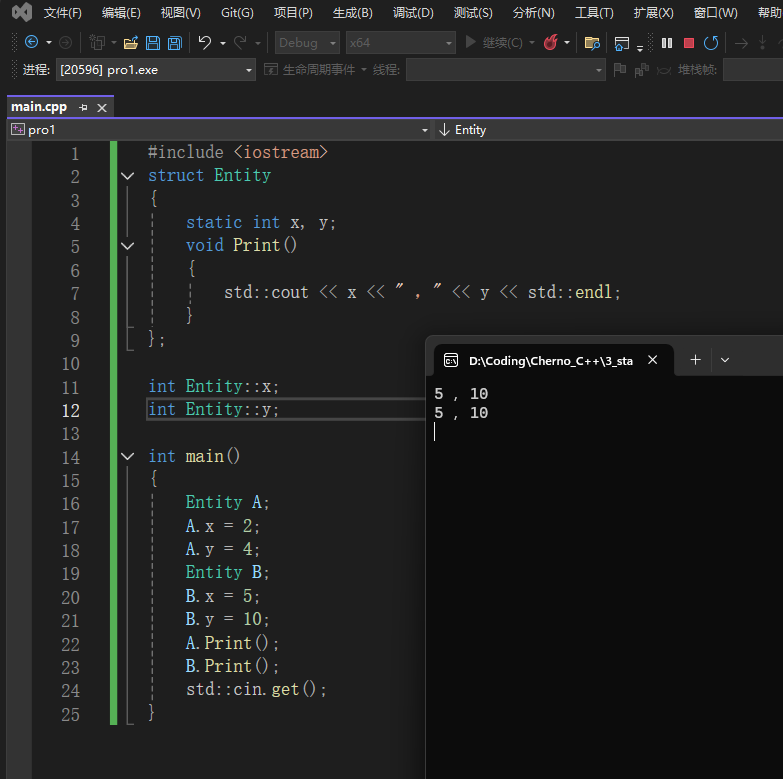 文件(F) 编辑(E) 视图(V) Git(G) 项目(P) 生成(B) 调试(D) 测试(S) 分析(N) 工具(T) 扩展(X) 窗口(W) 帮助
Debug x64 继续(C)
进程: [20596] pro1.exe 生命周期事件 线程: 堆栈帧:
main.cpp
pro1 Entity
1 #include <iostream>
2 struct Entity
3 {
4 static int x, y;
5 void Print()
6 {
7 std::cout << x << " , " << y << std::endl;
8 }
9 };
10
11 int Entity::x;
12 int Entity::y;
13
14 int main()
15 {
16 Entity A;
17 A.x = 2;
18 A.y = 4;
19 Entity B;
20 B.x = 5;
21 B.y = 10;
22 A.Print();
23 B.Print();
24 std::cin.get();
25 }
D:\Coding\Cherno_C++\3_sta
5 , 10
5 , 10